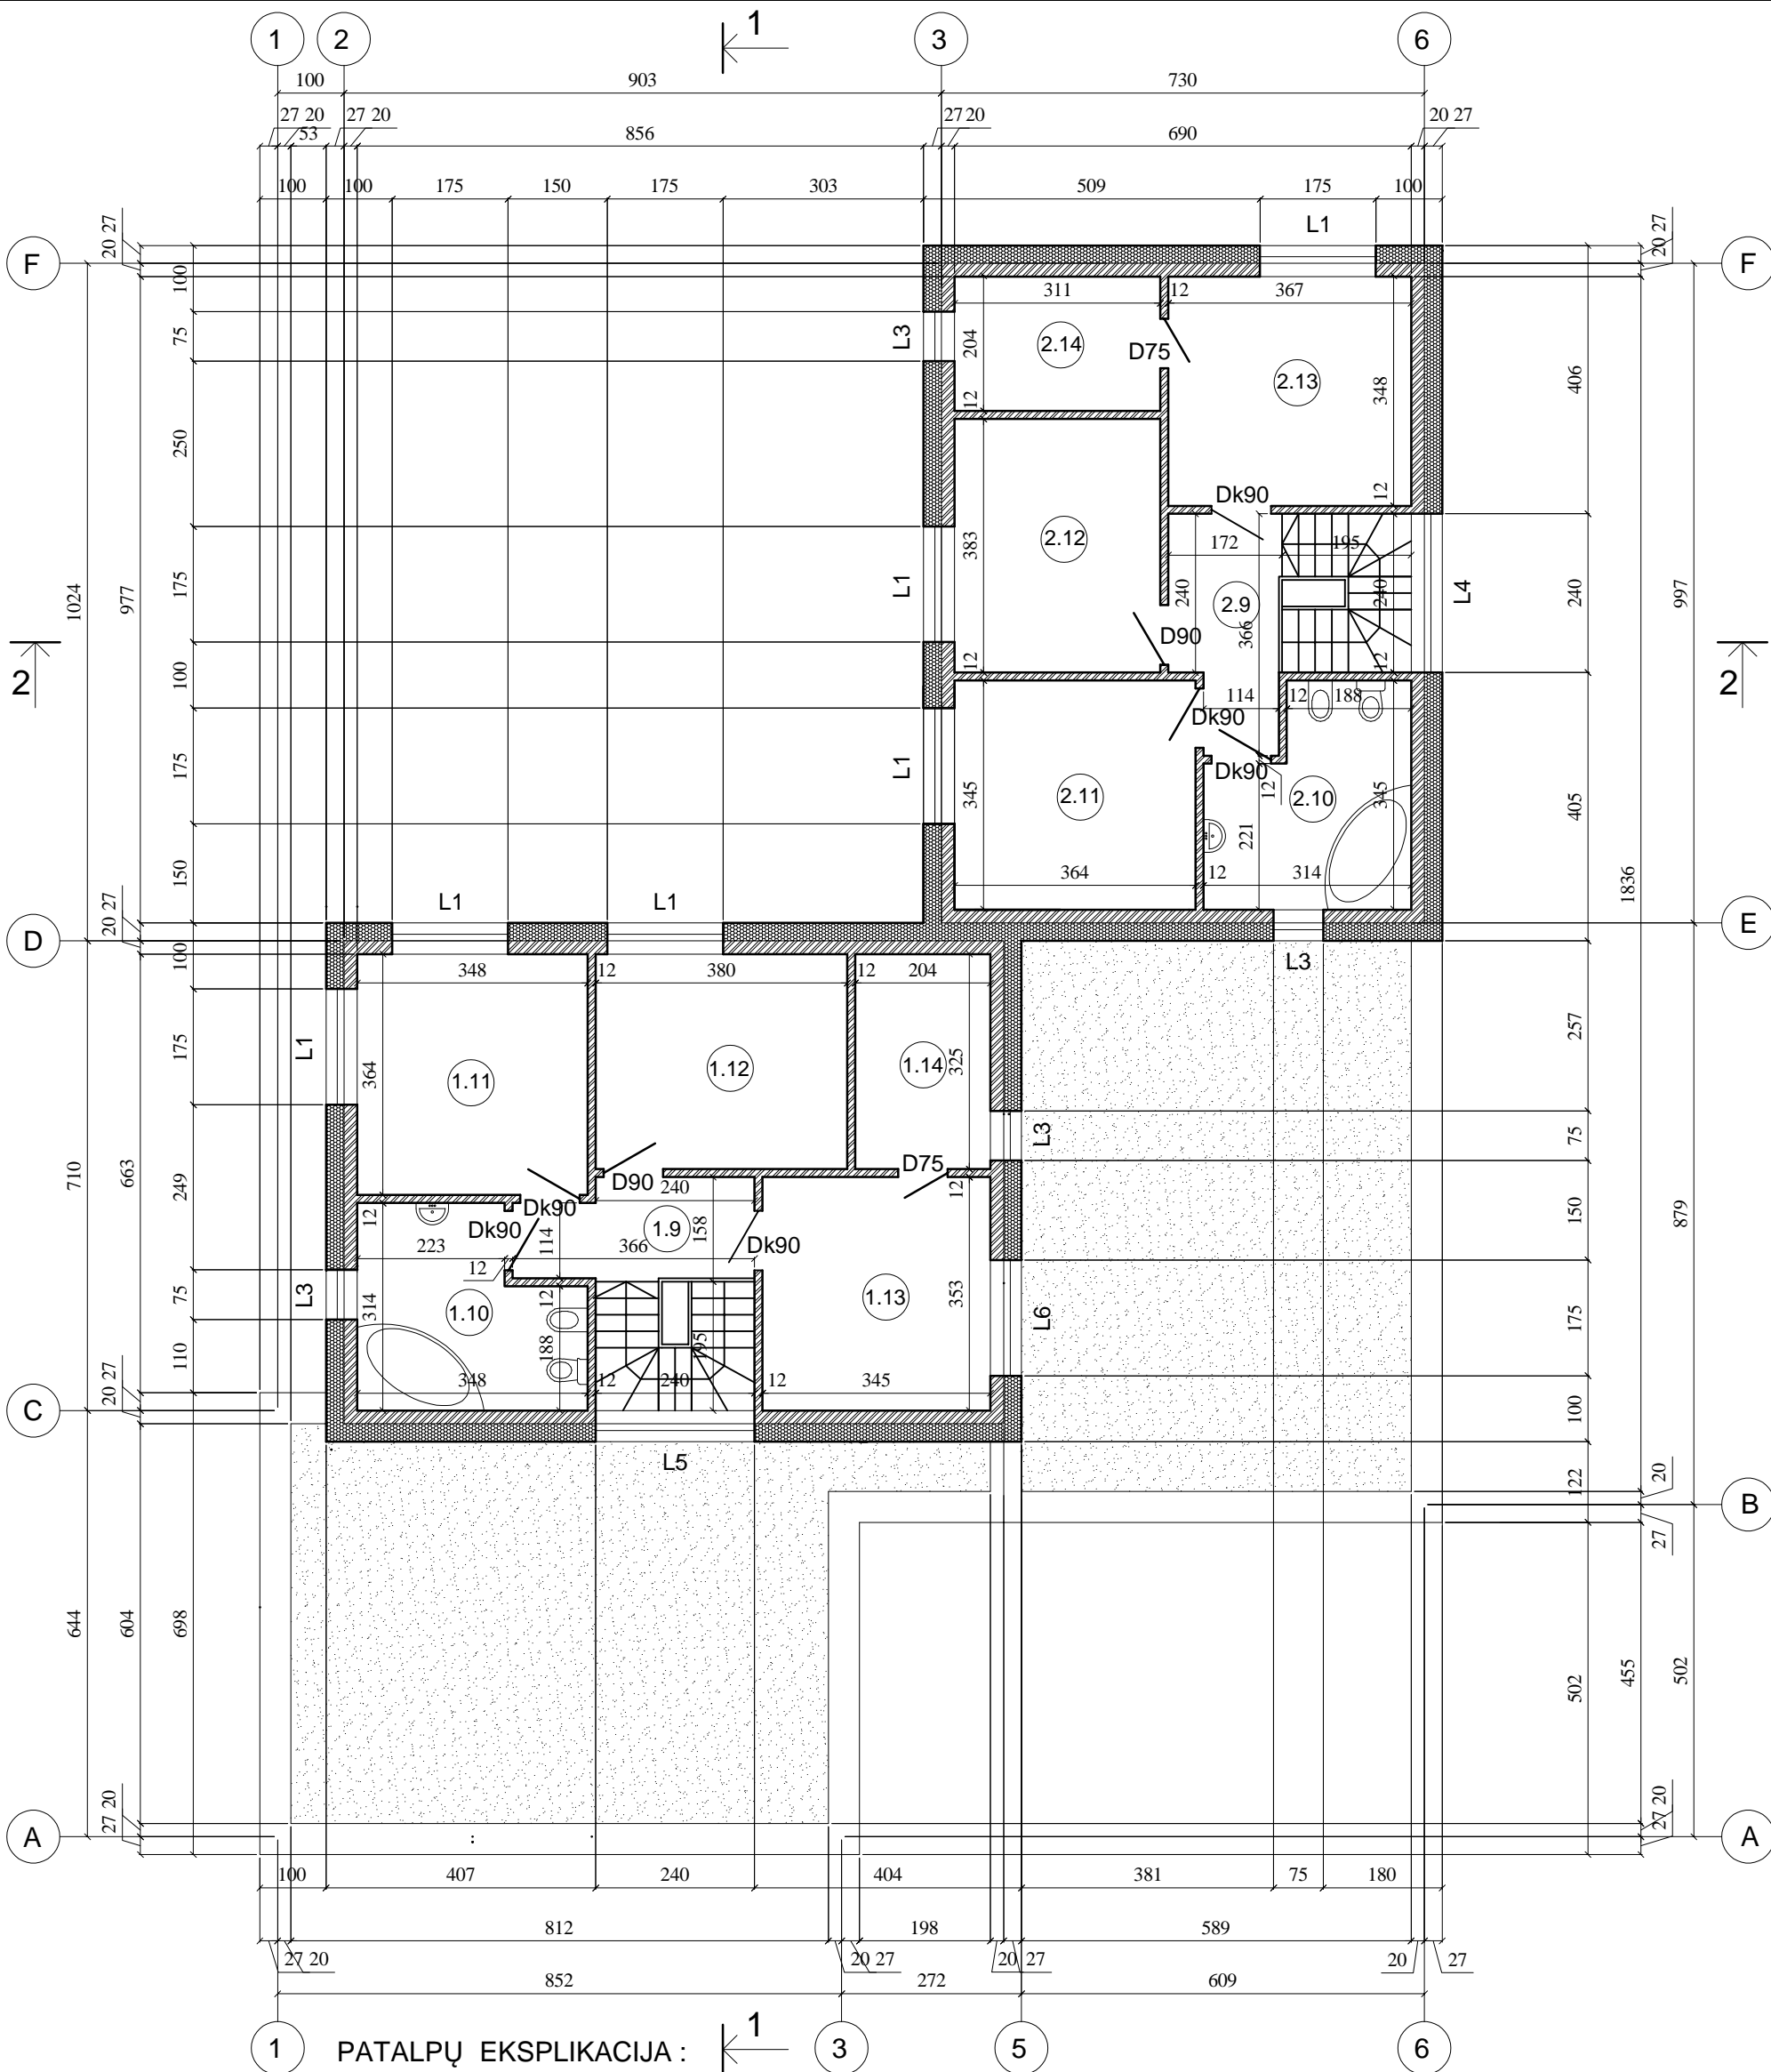 1 2 1 3 6
100 903 730
27 20 27 20 27 20 20 27
53 856 690
100 100 175 150 175 303 509 175 100
L1
20 27 20 27
F F
100
311 12 367
75 L3 204 2.14 D75 2.13 348 406
12
250
12
Dk90
383 2.12 172 195
1024 977 175 L1 240 2.9 240 L4 240 997
366
D90
12 12
2 100 2
114 12 188
Dk90
175 L1 345 2.11 Dk90 12 2.10 345 405
221
150 364 12 314 1836
L1 L1
20 27
D E
100 348 12 380 12 204 L3
257
175 L1 364 1.11 1.12 1.14 325
L3 75
710 663 D90 D75
249 12 240 12
Dk90
Dk90 114 1.9 158 150 879
223 366 Dk90
12
75 L3 314 1.10 12 1.13 353 L6 175
110 188 195
20 27 348 12 240 12 345
C 100
L5
122 20
B
27
644 604 698 502 455 502
27 20 27 20
A A
100 407 240 404 381 75 180
812 198 589
27 20 20 27 20 27 20 27
852 272 609
1 PATALPŲ EKSPLIKACIJA : 1 3 5 6